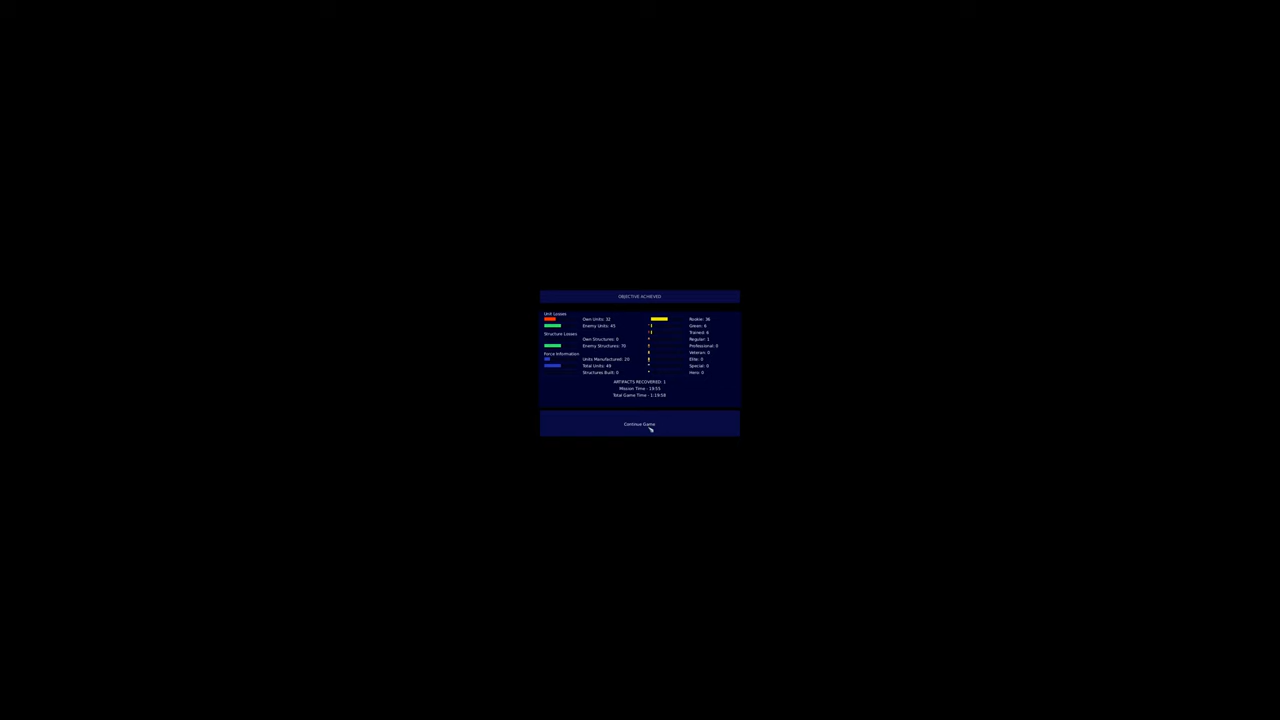 OBJECTIVE ACHIEVED
Unit Losses
Own Units: 32
Enemy Units: 45
Structure Losses
Own Structures: 0
Enemy Structures: 70
Force Information
Units Manufactured: 20
Total Units: 49
Structures Built: 0
Rookie: 36
Green: 6
Trained: 6
Regular: 1
Professional: 0
Veteran: 0
Elite: 0
Special: 0
Hero: 0
ARTIFACTS RECOVERED: 1
Mission Time - 19:55
Total Game Time - 1:19:58
Continue Game